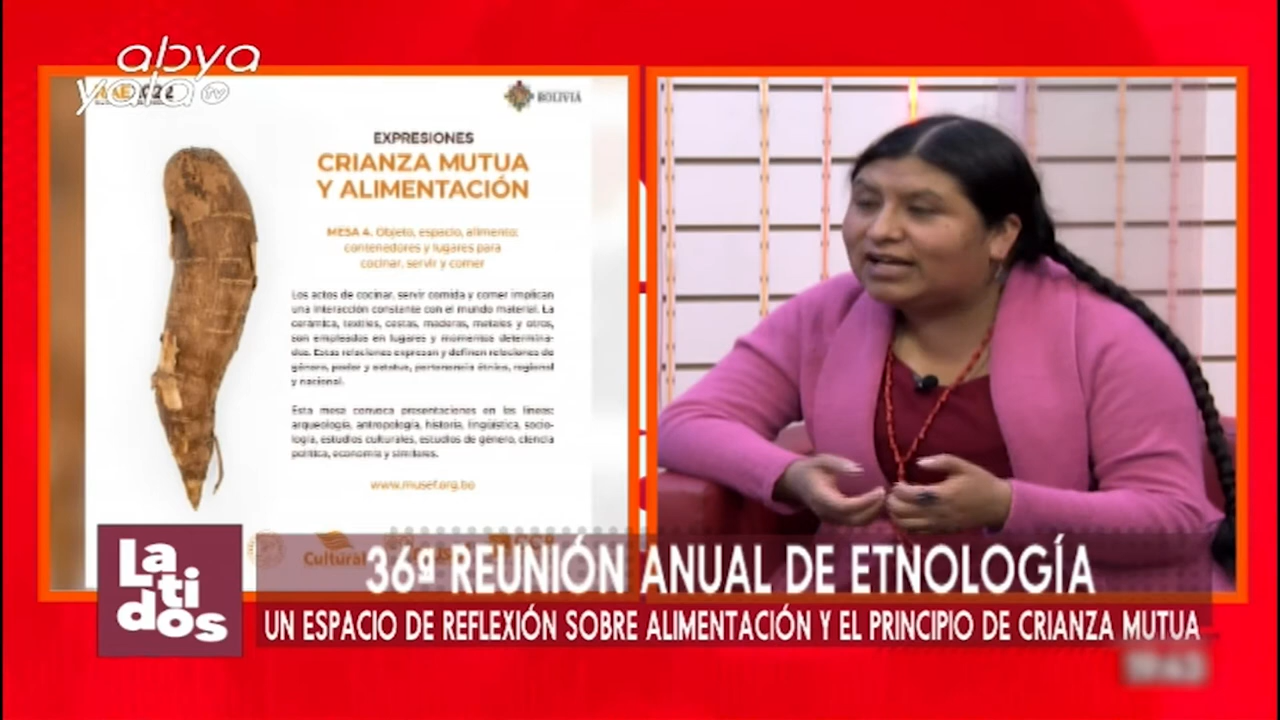 abya
yala tv
BOLIVIA
EXPRESIONES
CRIANZA MUTUA
Y ALIMENTACIÓN
MESA 4. Objeto, espacio, alimento:
contenedores y lugares para
cocinar, servir y comer
Los actos de cocinar, servir comida y comer implican
una interacción constante con el mundo material. La
cerámica, textiles, cestas, maderas, metales y otros,
son empleados en lugares y momentos determina-
dos. Estas relaciones expresan y definen relaciones de
género, poder y estatus, pertenencia étnica, regional
y nacional.
Esta mesa convoca presentaciones en las líneas:
arqueología, antropología, historia, lingüística, socio-
logía, estudios culturales, estudios de género, ciencia
política, economía y similares.
www.musef.org.bo
Cultural
La
ti
dos
36ª REUNIÓN ANUAL DE ETNOLOGÍA
UN ESPACIO DE REFLEXIÓN SOBRE ALIMENTACIÓN Y EL PRINCIPIO DE CRIANZA MUTUA